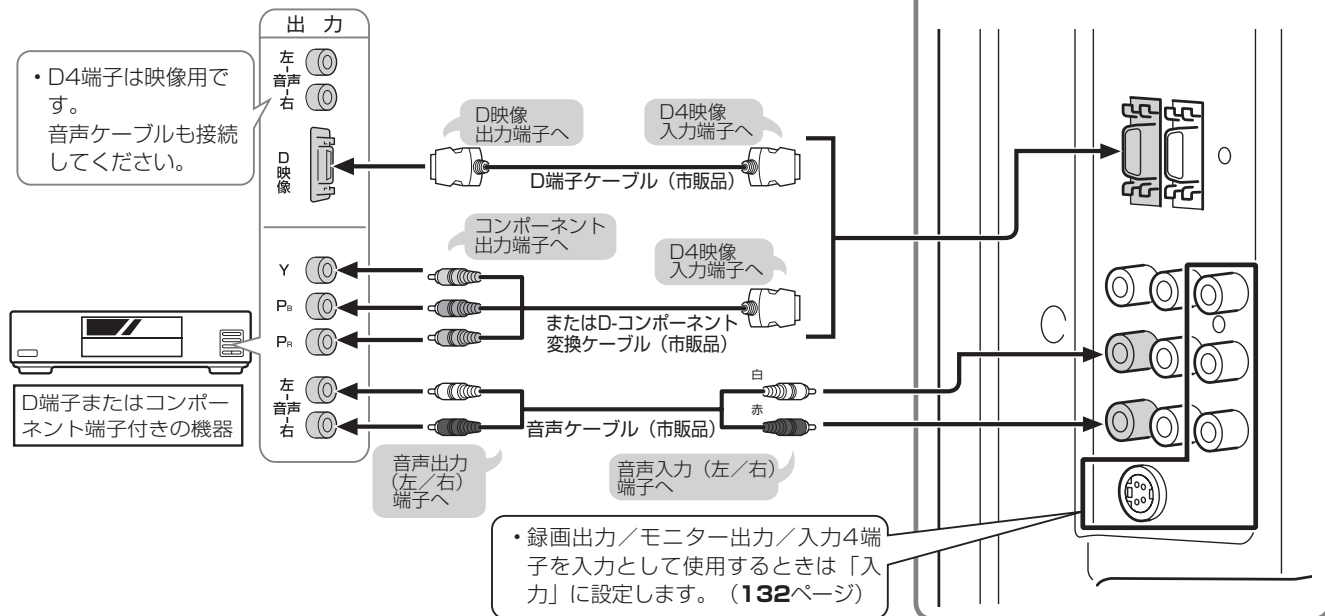 出 力
・D4端子は映像用で
す。
音声ケーブルも接続
してください。
左
音声
右
D
映
像
D映像
出力端子へ
D4映像
入力端子へ
D端子ケーブル（市販品）
コンポーネント
出力端子へ
D4映像
入力端子へ
Y
PB
PR
またはD-コンポーネント
変換ケーブル（市販品）
D端子またはコンポー
ネント端子付きの機器
左
音声
右
白
赤
音声ケーブル（市販品）
音声出力
（左／右）
端子へ
音声入力（左／右）
端子へ
・録画出力／モニター出力／入力4端
子を入力として使用するときは「入
力」に設定します。（132ページ）